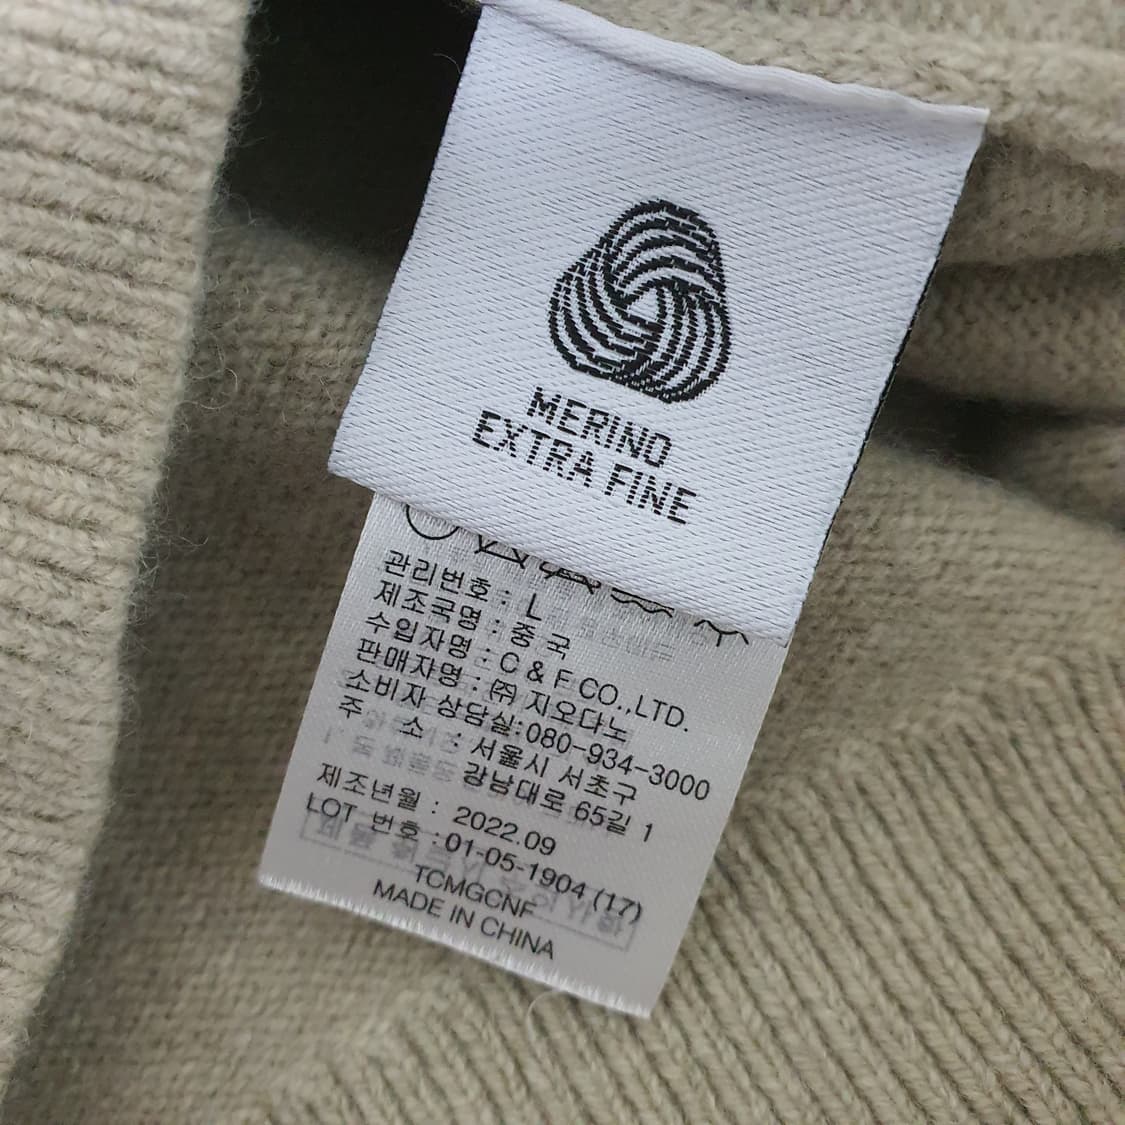 MERINO
EXTRA FINE
관리번호 : L
제조국명 : 중국
수입자명 : C & F CO.,LTD.
판매자명 : ㈜ 지오다노
소비자 상담실:080-934-3000
주 소 : 서울시 서초구
강남대로 65길 1
제조년월 : 2022.09
LOT 번호 : 01-05-1904 (17)
TCMGCNF
MADE IN CHINA